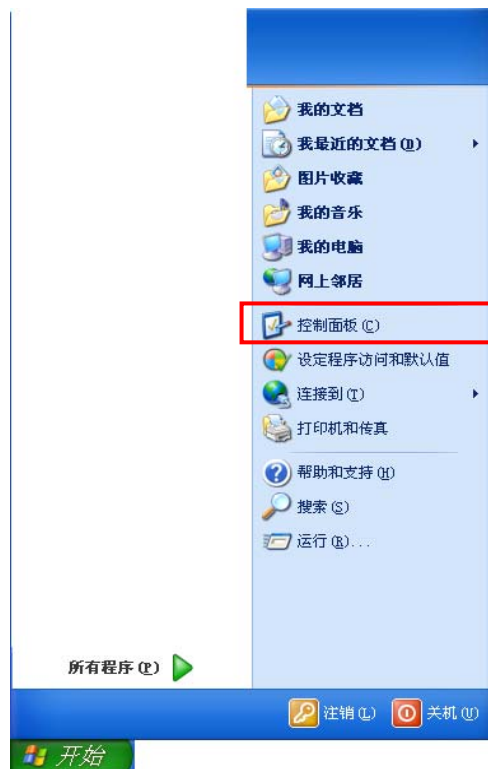 我的文档
我最近的文档(D)
图片收藏
我的音乐
我的电脑
网上邻居
控制面板(C)
设定程序访问和默认值
连接到(T)
打印机和传真
帮助和支持(H)
搜索(S)
运行(R)...
所有程序(P)
注销(L) 关机(U)
开始